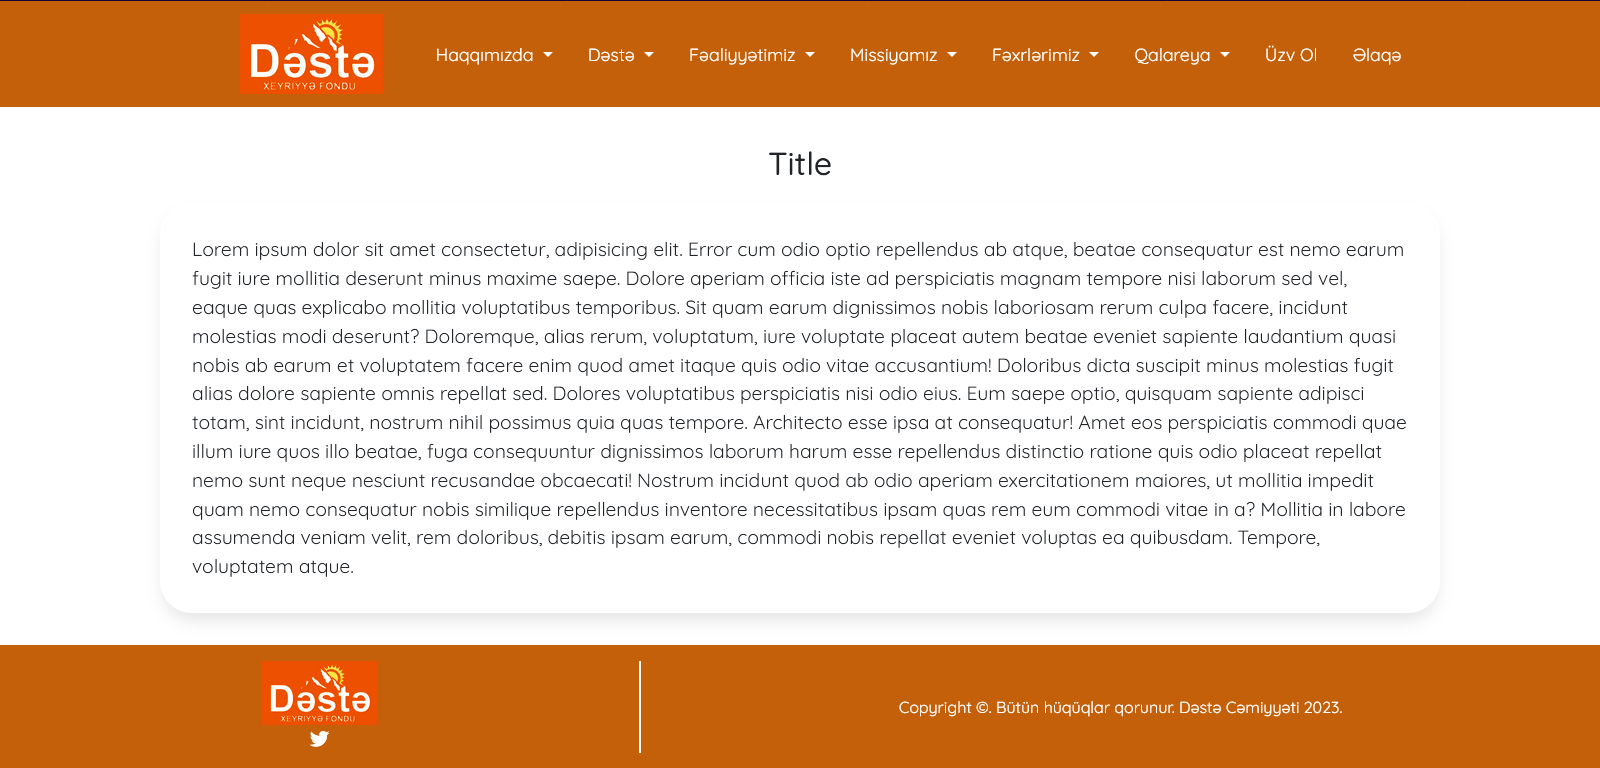 Dəstə
XEYRİYYƏ FONDU
Haqqımızda
Dəstə
Fəaliyyətimiz
Missiyamız
Fəxrlərimiz
Qalareya
Üzv Ol
Əlaqə
Title
Lorem ipsum dolor sit amet consectetur, adipisicing elit. Error cum odio optio repellendus ab atque, beatae consequatur est nemo earum
fugit iure mollitia deserunt minus maxime saepe. Dolore aperiam officia iste ad perspiciatis magnam tempore nisi laborum sed vel,
eaque quas explicabo mollitia voluptatibus temporibus. Sit quam earum dignissimos nobis laboriosam rerum culpa facere, incidunt
molestias modi deserunt? Doloremque, alias rerum, voluptatum, iure voluptate placeat autem beatae eveniet sapiente laudantium quasi
nobis ab earum et voluptatem facere enim quod amet itaque quis odio vitae accusantium! Doloribus dicta suscipit minus molestias fugit
alias dolore sapiente omnis repellat sed. Dolores voluptatibus perspiciatis nisi odio eius. Eum saepe optio, quisquam sapiente adipisci
totam, sint incidunt, nostrum nihil possimus quia quas tempore. Architecto esse ipsa at consequatur! Amet eos perspiciatis commodi quae
illum iure quos illo beatae, fuga consequuntur dignissimos laborum harum esse repellendus distinctio ratione quis odio placeat repellat
nemo sunt neque nesciunt recusandae obcaecati! Nostrum incidunt quod ab odio aperiam exercitationem maiores, ut mollitia impedit
quam nemo consequatur nobis similique repellendus inventore necessitatibus ipsam quas rem eum commodi vitae in a? Mollitia in labore
assumenda veniam velit, rem doloribus, debitis ipsam earum, commodi nobis repellat eveniet voluptas ea quibusdam. Tempore,
voluptatem atque.
Dəstə
XEYRİYYƏ FONDU
Copyright ©. Bütün hüqüqlar qorunur. Dəstə Cəmiyyəti 2023.